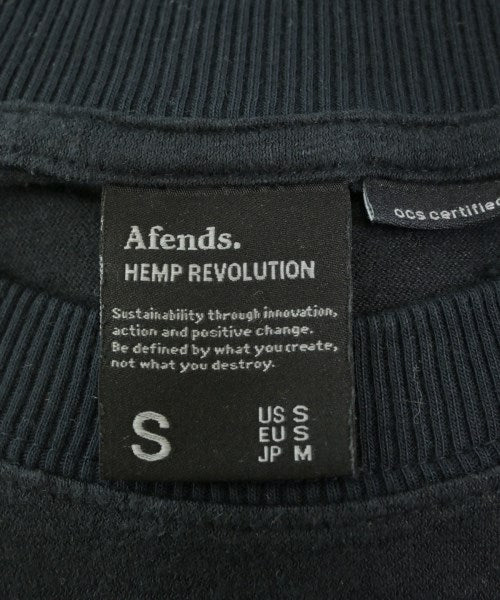 Afends.
HEMP REVOLUTION
Sustainability through innovation,
action and positive change.
Be defined by what you create,
not what you destroy.
S
US S
EU S
JP M
ocs certified